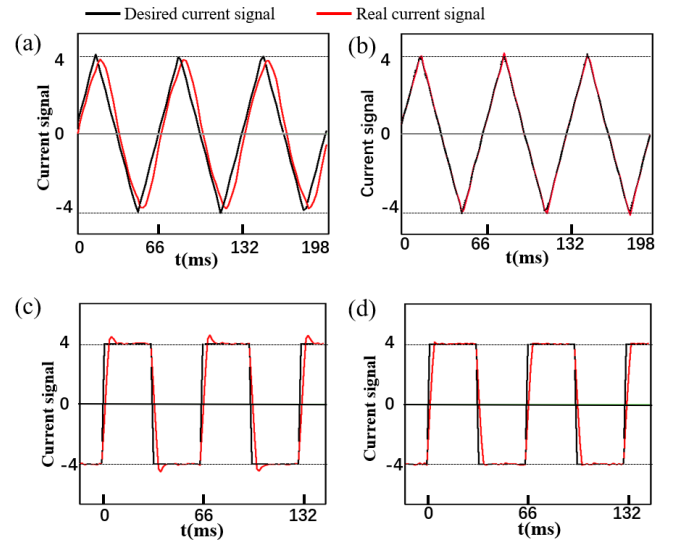 Desired current signal Real current signal
(a) (b)
Current signal
4
0
-4
66 132 198
t(ms)
Current signal
4
0
-4
0 66 132 198
t(ms)
(c) (d)
Current signal
4
0
-4
0 66 132
t(ms)
Current signal
4
0
-4
0 66 132
t(ms)